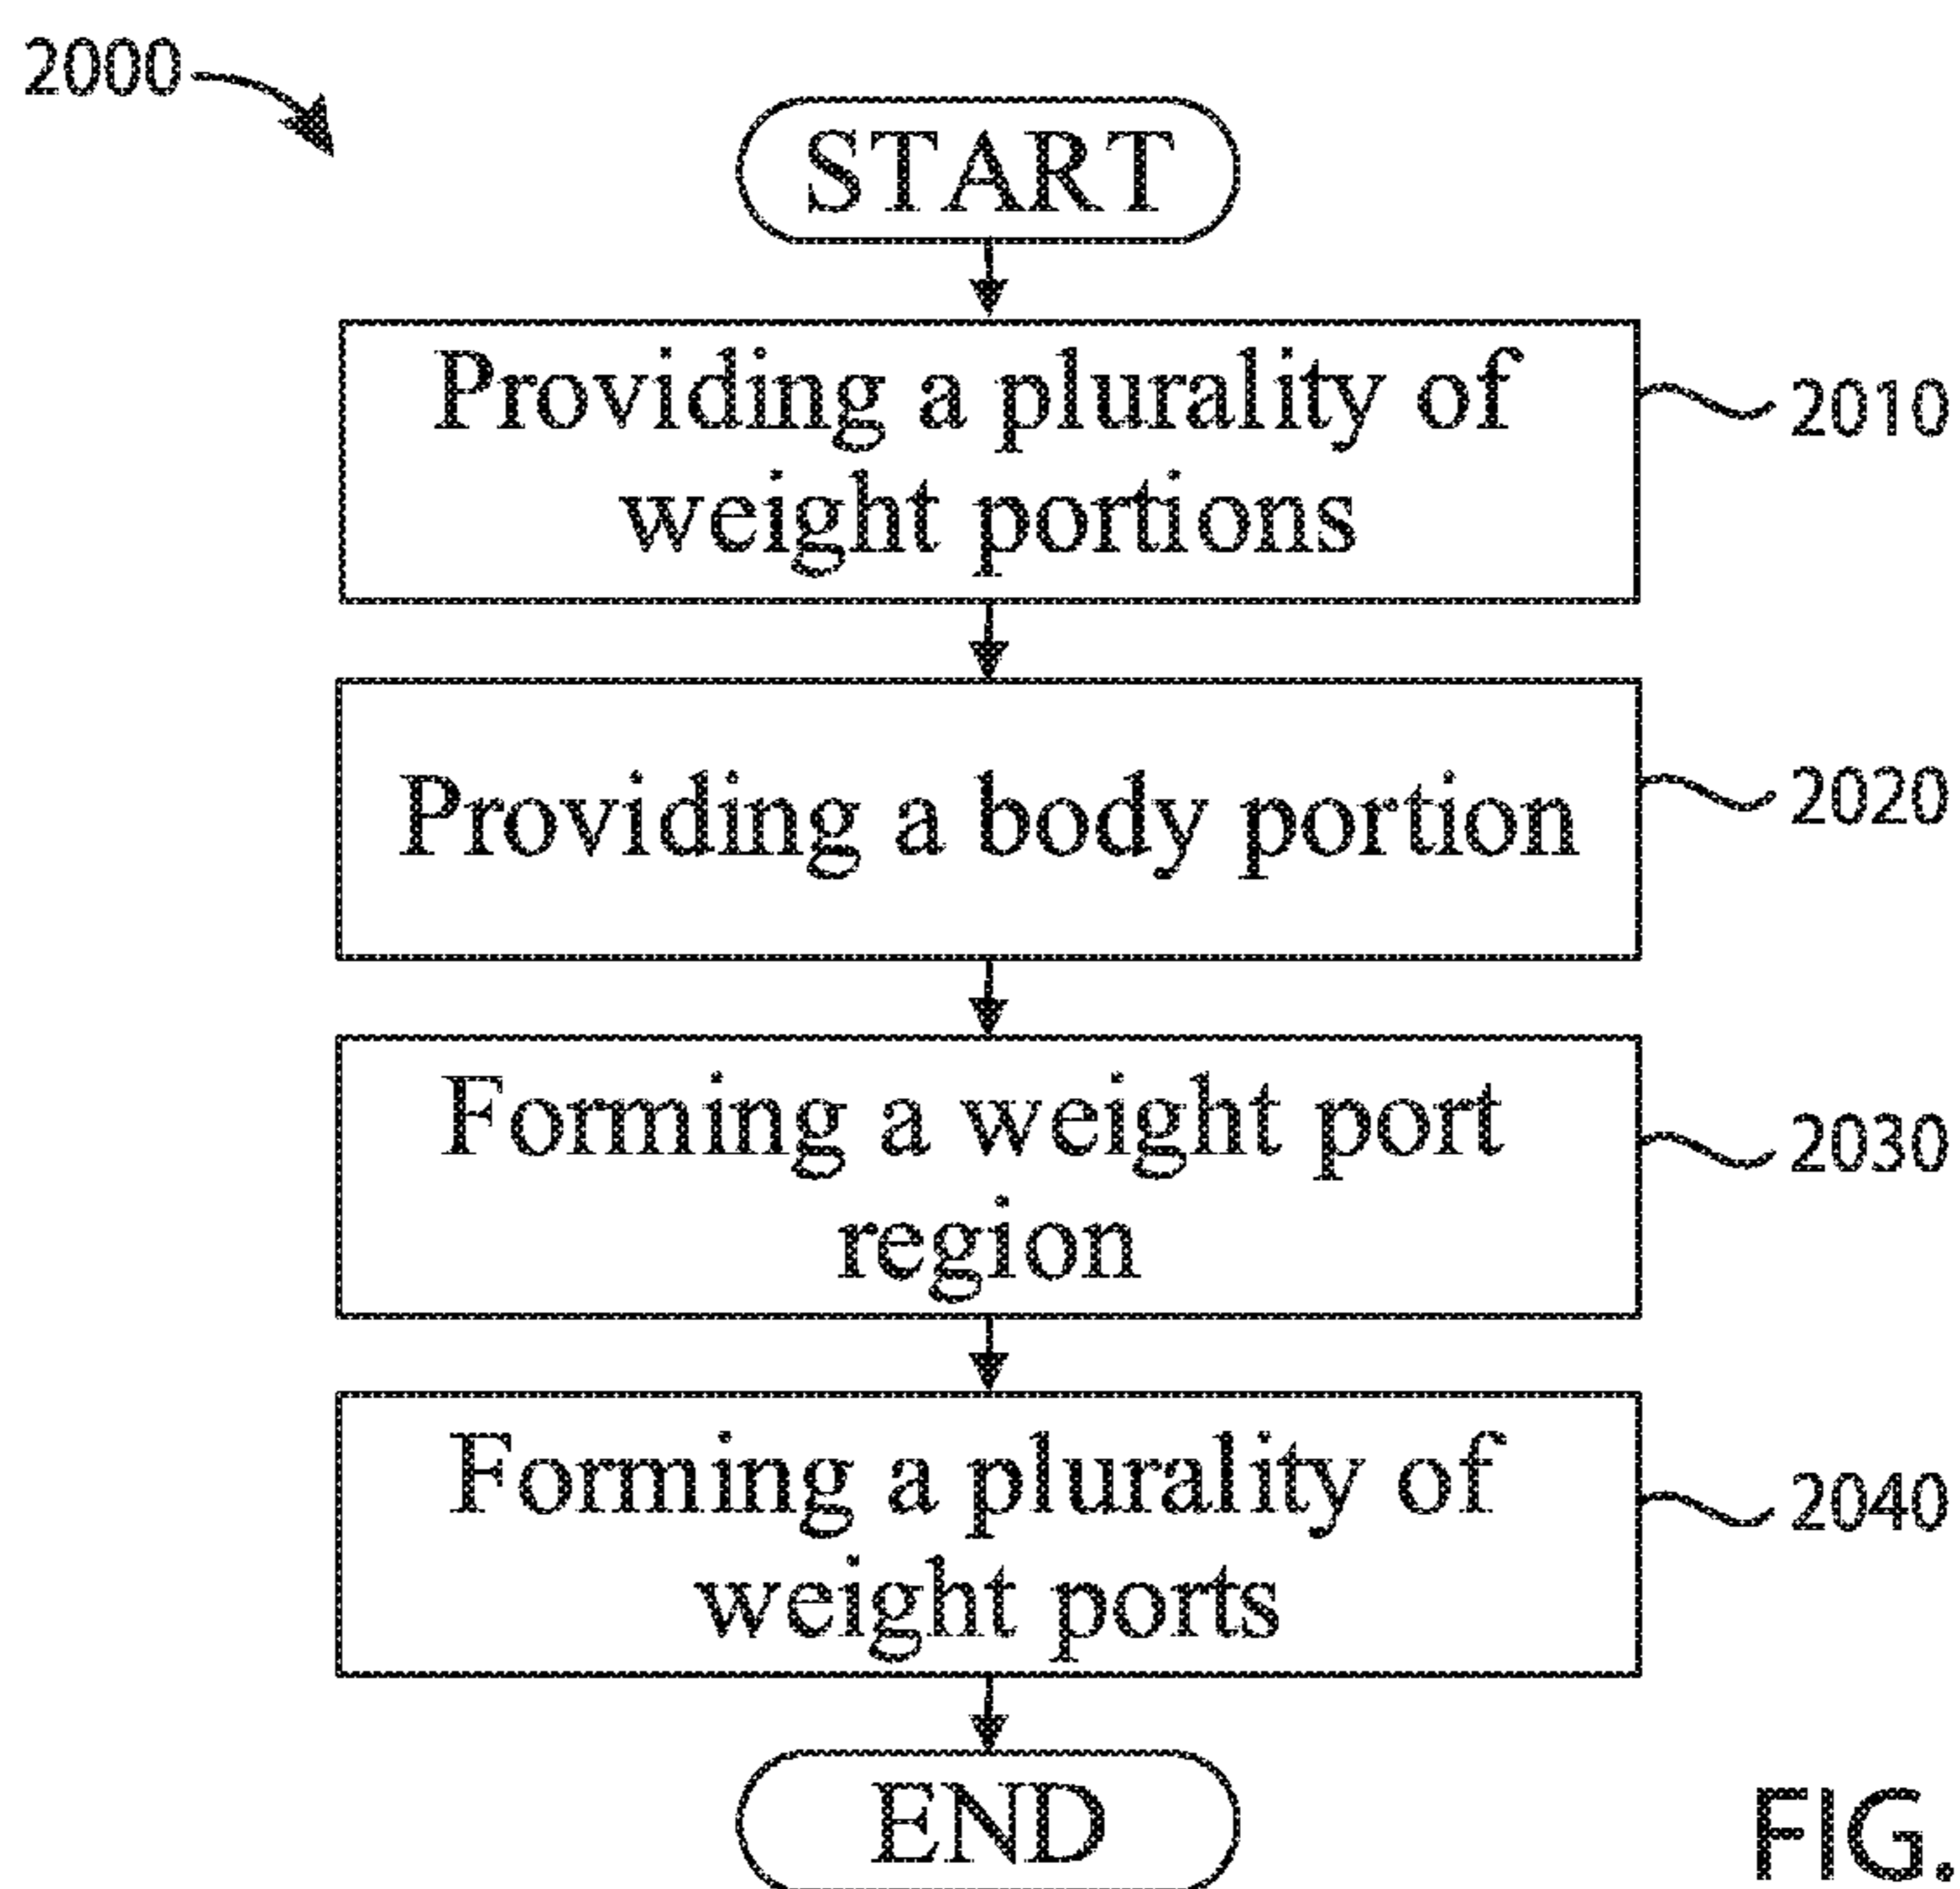 2000
START
Providing a plurality of
weight portions
2010
Providing a body portion
2020
Forming a weight port
region
2030
Forming a plurality of
weight ports
2040
END
FIG.